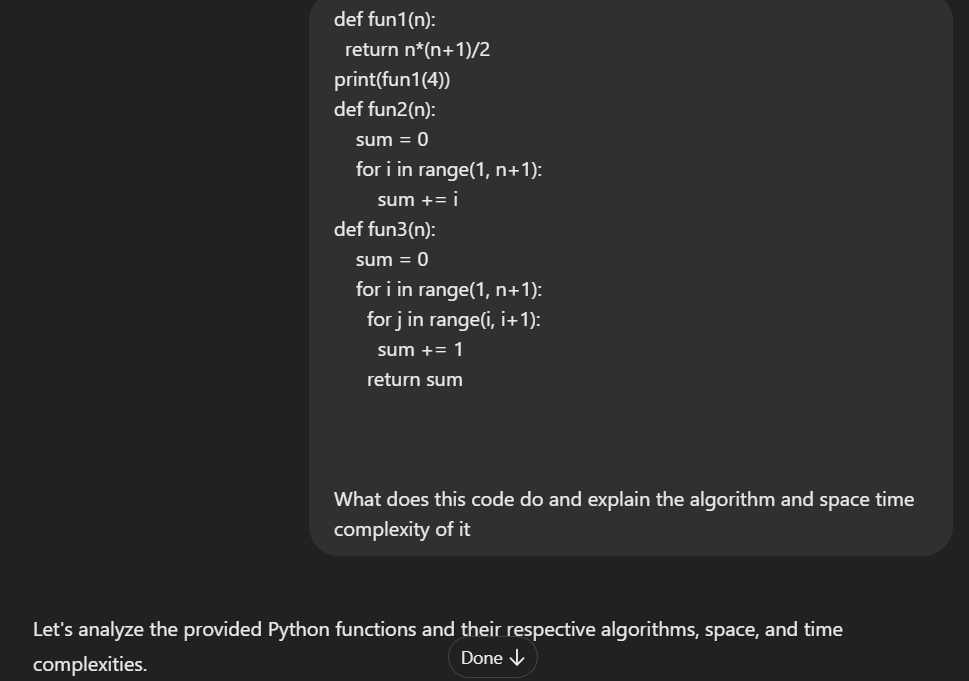 def fun1(n):
return n*(n+1)/2
print(fun1(4))
def fun2(n):
sum = 0
for i in range(1, n+1):
sum += i
def fun3(n):
sum = 0
for i in range(1, n+1):
for j in range(i, i+1):
sum += 1
return sum
What does this code do and explain the algorithm and space time
complexity of it
Let's analyze the provided Python functions and their respective algorithms, space, and time
complexities.
Done ↓